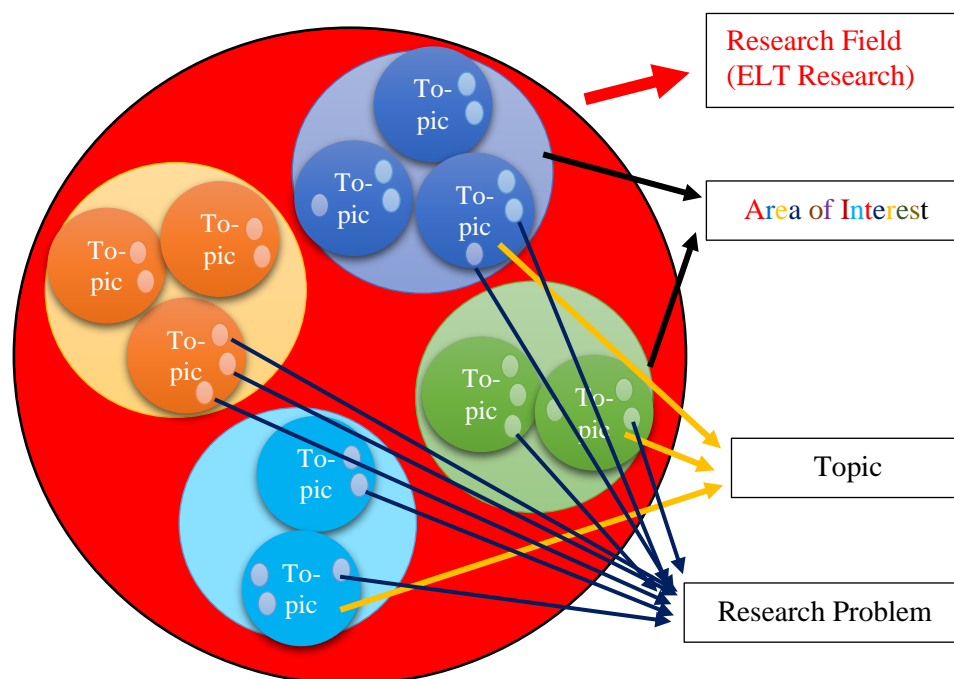 Research Field
(ELT Research)
To-
pic
To-
pic
To-
pic
Area of Interest
To-
pic
To-
pic
To-
pic
To-
pic
To-
pic
Topic
To-
pic
To-
pic
Research Problem